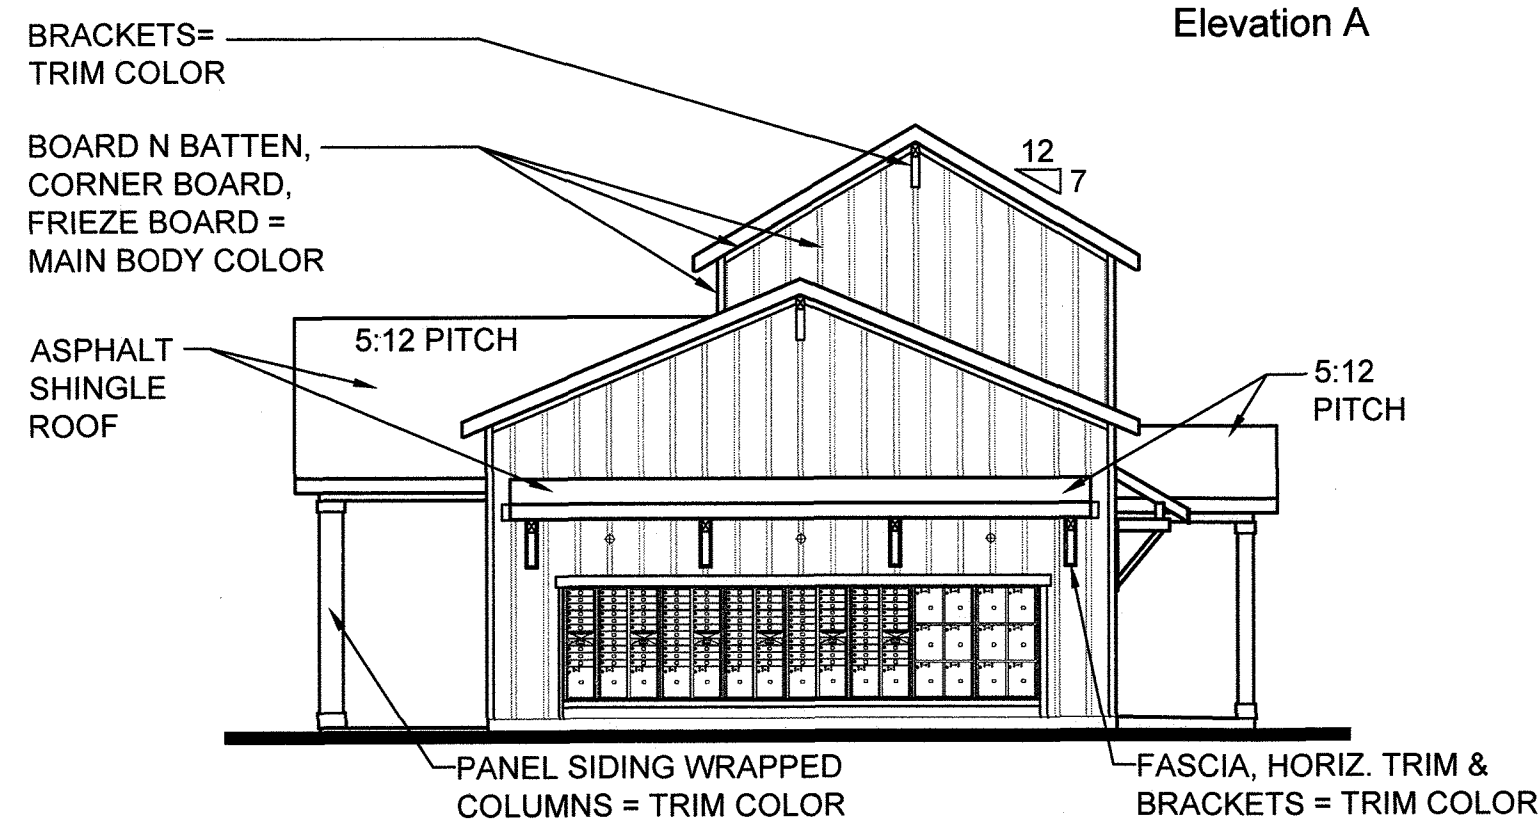 Elevation A
BRACKETS=
TRIM COLOR
BOARD N BATTEN,
CORNER BOARD,
FRIEZE BOARD =
MAIN BODY COLOR
12
7
ASPHALT
SHINGLE
ROOF
5:12 PITCH
5:12
PITCH
PANEL SIDING WRAPPED
COLUMNS = TRIM COLOR
FASCIA, HORIZ. TRIM &
BRACKETS = TRIM COLOR